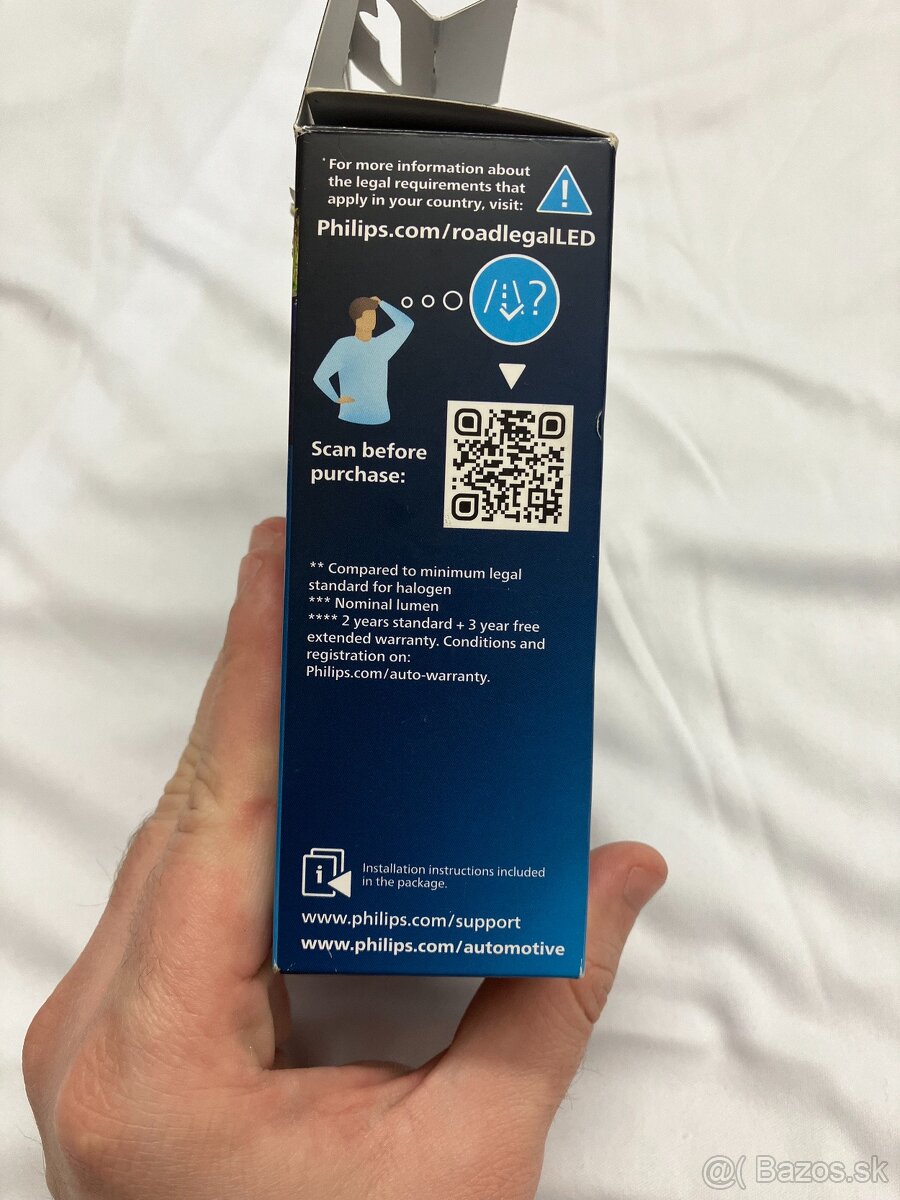 * For more information about
the legal requirements that
apply in your country, visit:
Philips.com/roadlegalLED
Scan before
purchase:
** Compared to minimum legal
standard for halogen
*** Nominal lumen
**** 2 years standard + 3 year free
extended warranty. Conditions and
registration on:
Philips.com/auto-warranty.
Installation instructions included
in the package.
www.philips.com/support
www.philips.com/automotive
@( Bazos.sk